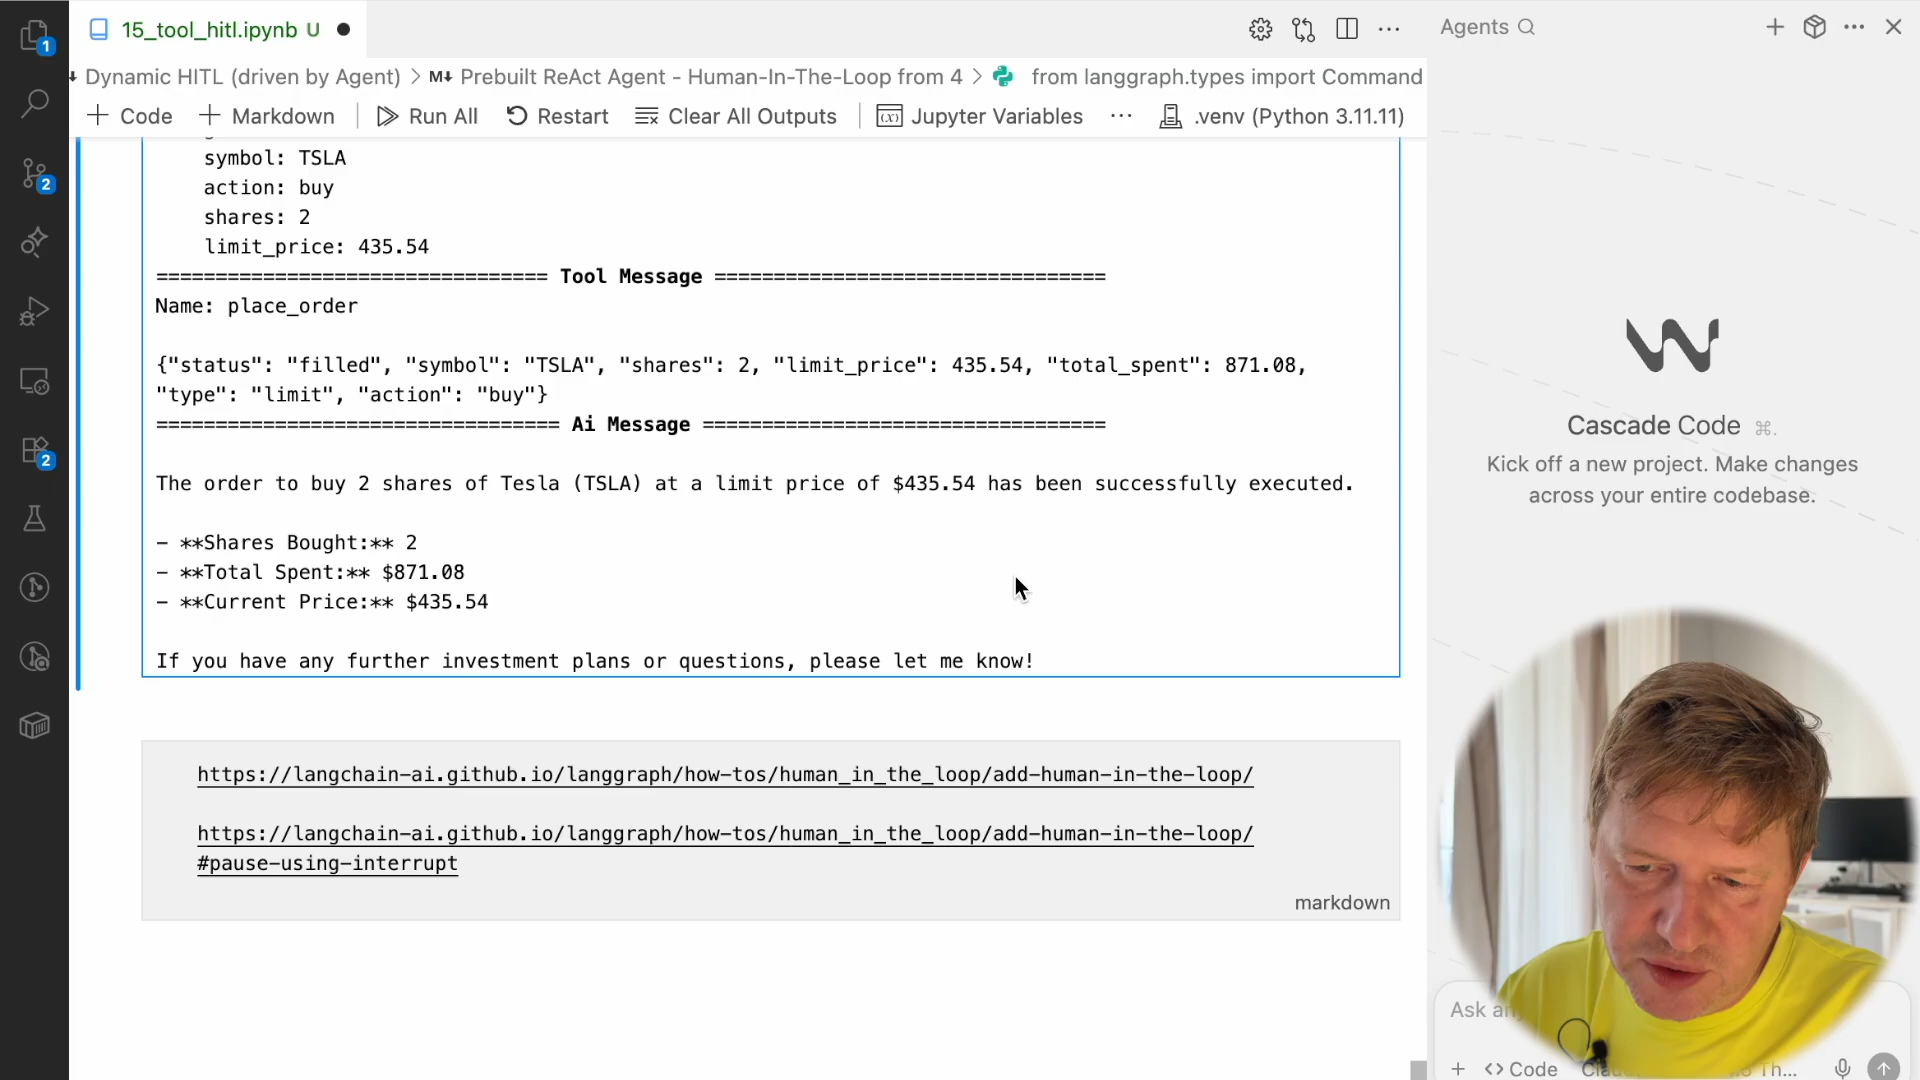 15_tool_hitl.ipynb U
Agents
Dynamic HITL (driven by Agent) > M↓ Prebuilt ReAct Agent - Human-In-The-Loop from 4 > from langgraph.types import Command
+ Code + Markdown Run All Restart Clear All Outputs Jupyter Variables ... .venv (Python 3.11.11)
1
2
2
symbol: TSLA
action: buy
shares: 2
limit_price: 435.54
================================= Tool Message =================================
Name: place_order
{"status": "filled", "symbol": "TSLA", "shares": 2, "limit_price": 435.54, "total_spent": 871.08,
"type": "limit", "action": "buy"}
================================== Ai Message ==================================
The order to buy 2 shares of Tesla (TSLA) at a limit price of $435.54 has been successfully executed.
- **Shares Bought:** 2
- **Total Spent:** $871.08
- **Current Price:** $435.54
If you have any further investment plans or questions, please let me know!
https://langchain-ai.github.io/langgraph/how-tos/human_in_the_loop/add-human-in-the-loop/
https://langchain-ai.github.io/langgraph/how-tos/human_in_the_loop/add-human-in-the-loop/
#pause-using-interrupt
markdown
Cascade Code ⌘.
Kick off a new project. Make changes
across your entire codebase.
Ask
+ <> Code